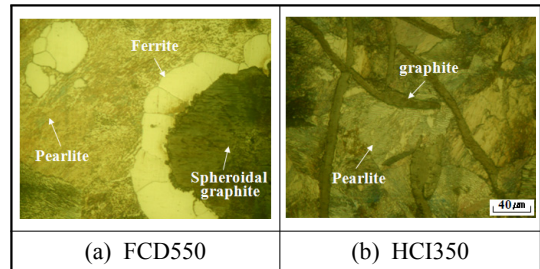 Ferrite
Pearlite
Spheroidal
graphite
graphite
Pearlite
40㎛
(a) FCD550
(b) HCI350